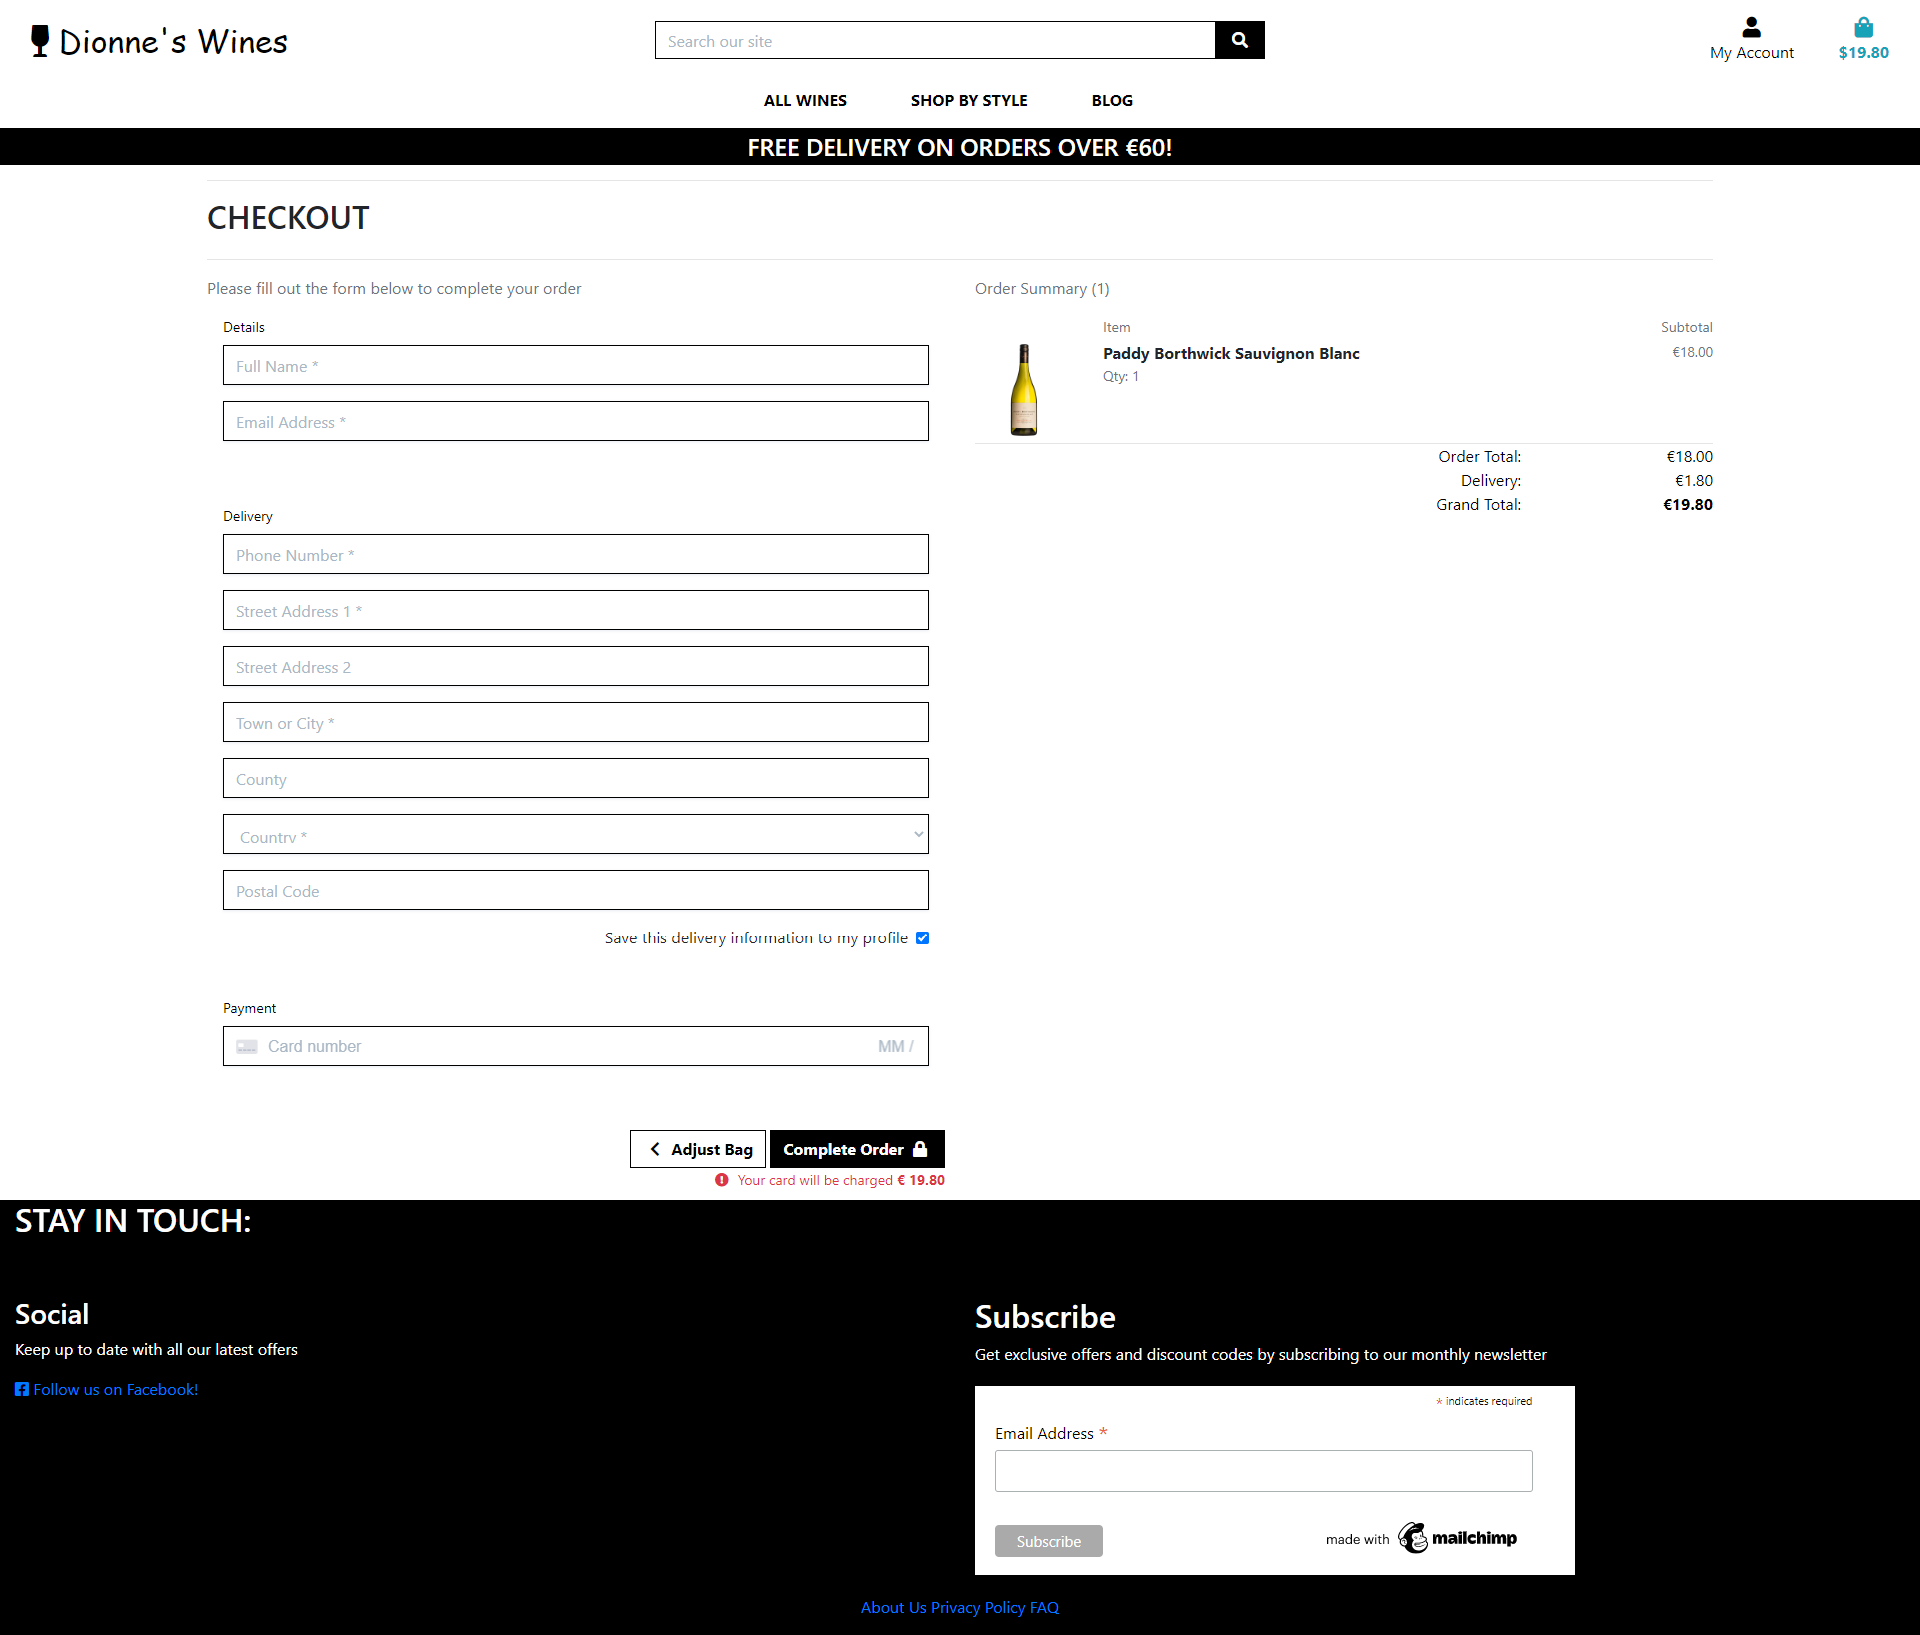 Dionne's Wines
Search our site
My Account
$19.80
ALL WINES SHOP BY STYLE BLOG
FREE DELIVERY ON ORDERS OVER €60!
CHECKOUT
Please fill out the form below to complete your order
Details
Full Name *
Email Address *
Delivery
Phone Number *
Street Address 1 *
Street Address 2
Town or City *
County
Country *
Postal Code
Save this delivery information to my profile
Payment
Card number MM /
Adjust Bag
Complete Order
Your card will be charged € 19.80
Order Summary (1)
Item Subtotal
Paddy Borthwick Sauvignon Blanc €18.00
Qty: 1
Order Total: €18.00
Delivery: €1.80
Grand Total: €19.80
STAY IN TOUCH:
Social
Keep up to date with all our latest offers
Follow us on Facebook!
Subscribe
Get exclusive offers and discount codes by subscribing to our monthly newsletter
* indicates required
Email Address *
Subscribe
made with mailchimp
About Us Privacy Policy FAQ